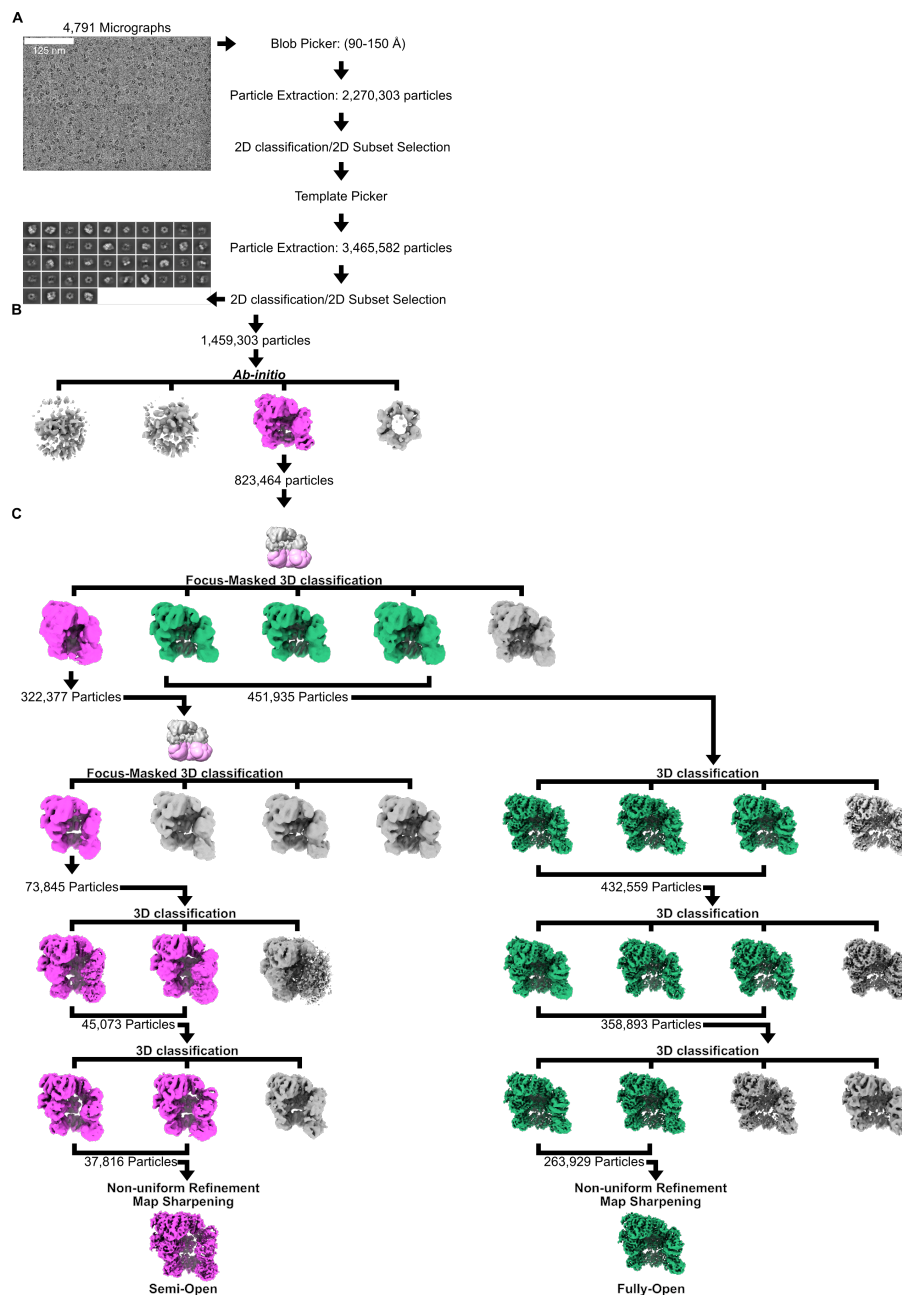 A
4,791 Micrographs
125 nm
Blob Picker: (90-150 Å)
Particle Extraction: 2,270,303 particles
2D classification/2D Subset Selection
Template Picker
Particle Extraction: 3,465,582 particles
2D classification/2D Subset Selection
B
1,459,303 particles
Ab-initio
823,464 particles
C
Focus-Masked 3D classification
322,377 Particles
451,935 Particles
Focus-Masked 3D classification
3D classification
73,845 Particles
432,559 Particles
3D classification
3D classification
45,073 Particles
358,893 Particles
3D classification
3D classification
37,816 Particles
263,929 Particles
Non-uniform Refinement
Map Sharpening
Non-uniform Refinement
Map Sharpening
Semi-Open
Fully-Open